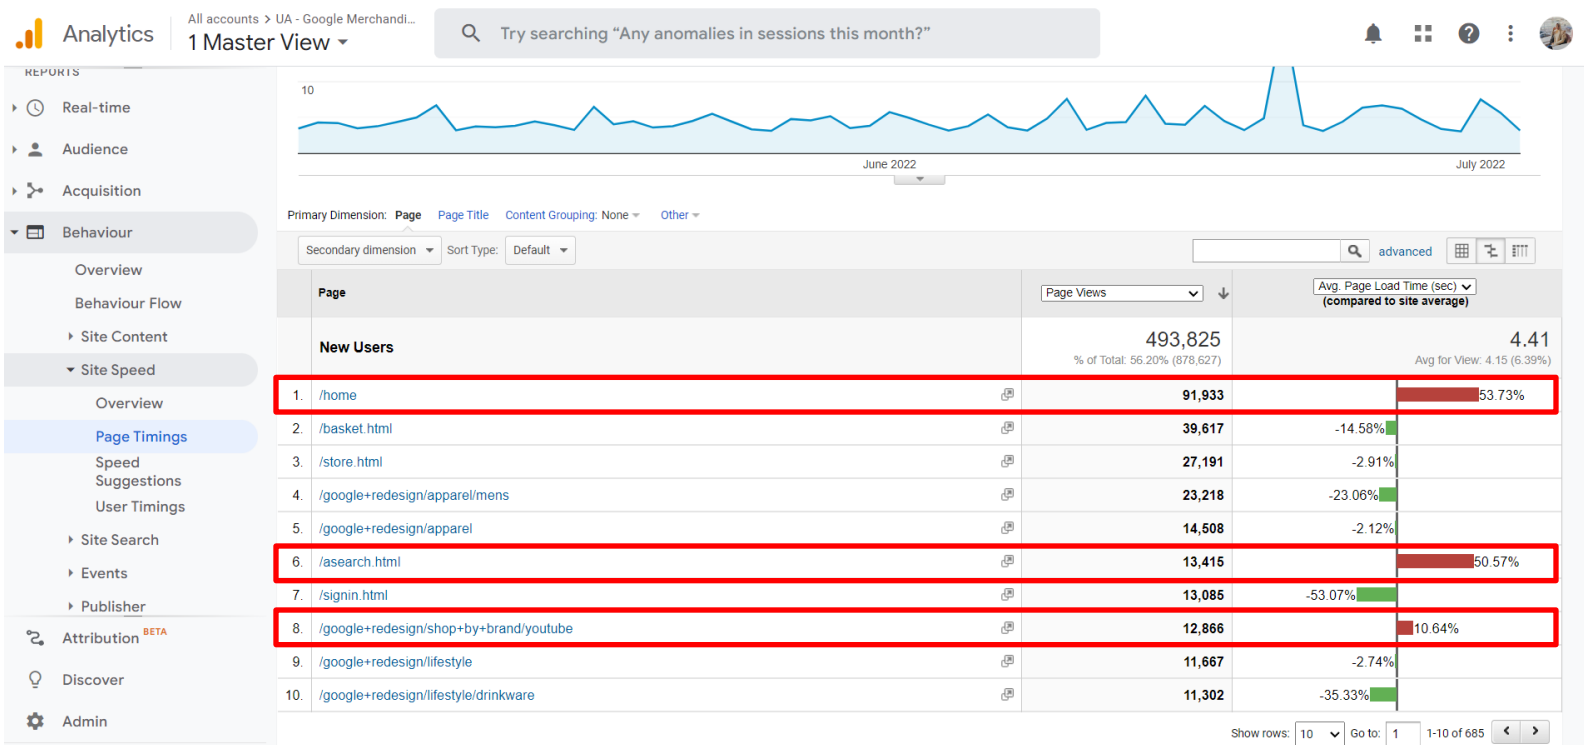 Analytics
All accounts > UA - Google Merchandi...
1 Master View
Try searching “Any anomalies in sessions this month?”
REPORTS
Real-time
Audience
Acquisition
Behaviour
Overview
Behaviour Flow
Site Content
Site Speed
Overview
Page Timings
Speed
Suggestions
User Timings
Site Search
Events
Publisher
Attribution BETA
Discover
Admin
10
June 2022
July 2022
Primary Dimension: Page Page Title Content Grouping: None Other
Secondary dimension Sort Type: Default
advanced
Page
Page Views
Avg. Page Load Time (sec)
(compared to site average)
New Users
493,825
% of Total: 56.20% (878,627)
4.41
Avg for View: 4.15 (6.39%)
1. /home 91,933 53.73%
2. /basket.html 39,617 -14.58%
3. /store.html 27,191 -2.91%
4. /google+redesign/apparel/mens 23,218 -23.06%
5. /google+redesign/apparel 14,508 -2.12%
6. /asearch.html 13,415 50.57%
7. /signin.html 13,085 -53.07%
8. /google+redesign/shop+by+brand/youtube 12,866 10.64%
9. /google+redesign/lifestyle 11,667 -2.74%
10. /google+redesign/lifestyle/drinkware 11,302 -35.33%
Show rows: 10 Go to: 1 1-10 of 685